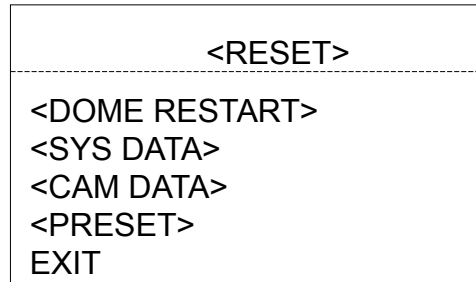 <RESET>
<DOME RESTART>
<SYS DATA>
<CAM DATA>
<PRESET>
EXIT